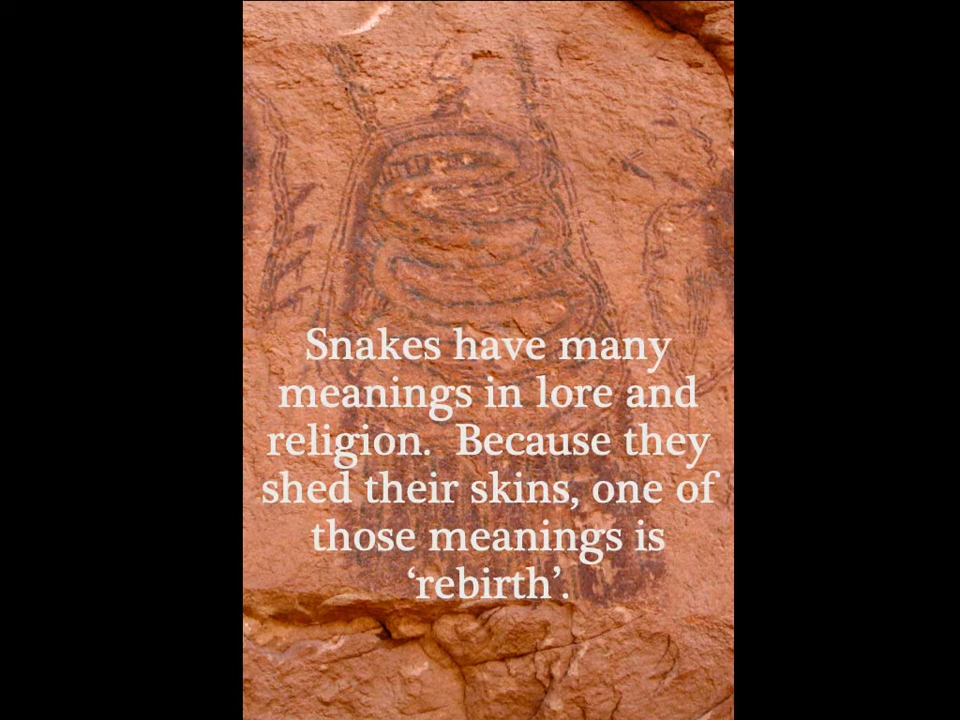 Snakes have many
meanings in lore and
religion.  Because they
shed their skins, one of
those meanings is
‘rebirth’.